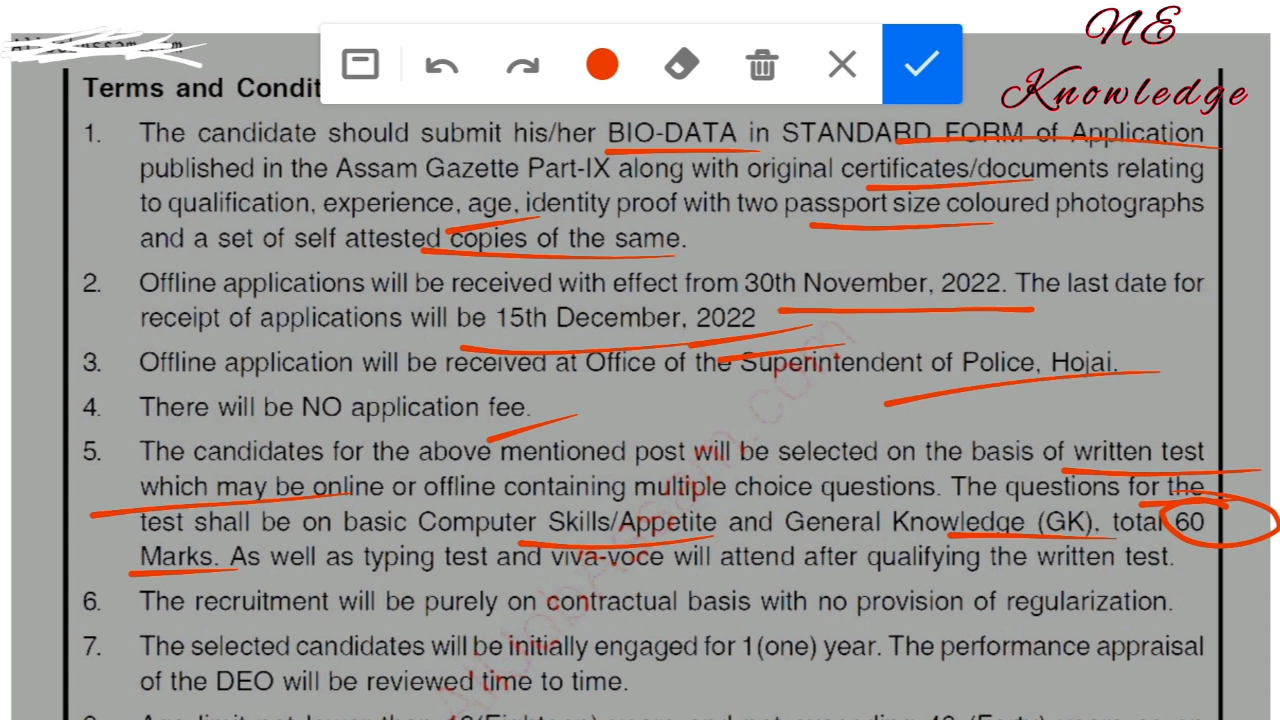 NE
Knowledge
Terms and Condit
1. The candidate should submit his/her BIO-DATA in STANDARD FORM of Application
published in the Assam Gazette Part-IX along with original certificates/documents relating
to qualification, experience, age, identity proof with two passport size coloured photographs
and a set of self attested copies of the same.
2. Offline applications will be received with effect from 30th November, 2022. The last date for
receipt of applications will be 15th December, 2022
3. Offline application will be received at Office of the Superintendent of Police, Hojai.
4. There will be NO application fee.
5. The candidates for the above mentioned post will be selected on the basis of written test
which may be online or offline containing multiple choice questions. The questions for the
test shall be on basic Computer Skills/Appetite and General Knowledge (GK), total 60
Marks. As well as typing test and viva-voce will attend after qualifying the written test.
6. The recruitment will be purely on contractual basis with no provision of regularization.
7. The selected candidates will be initially engaged for 1(one) year. The performance appraisal
of the DEO will be reviewed time to time.